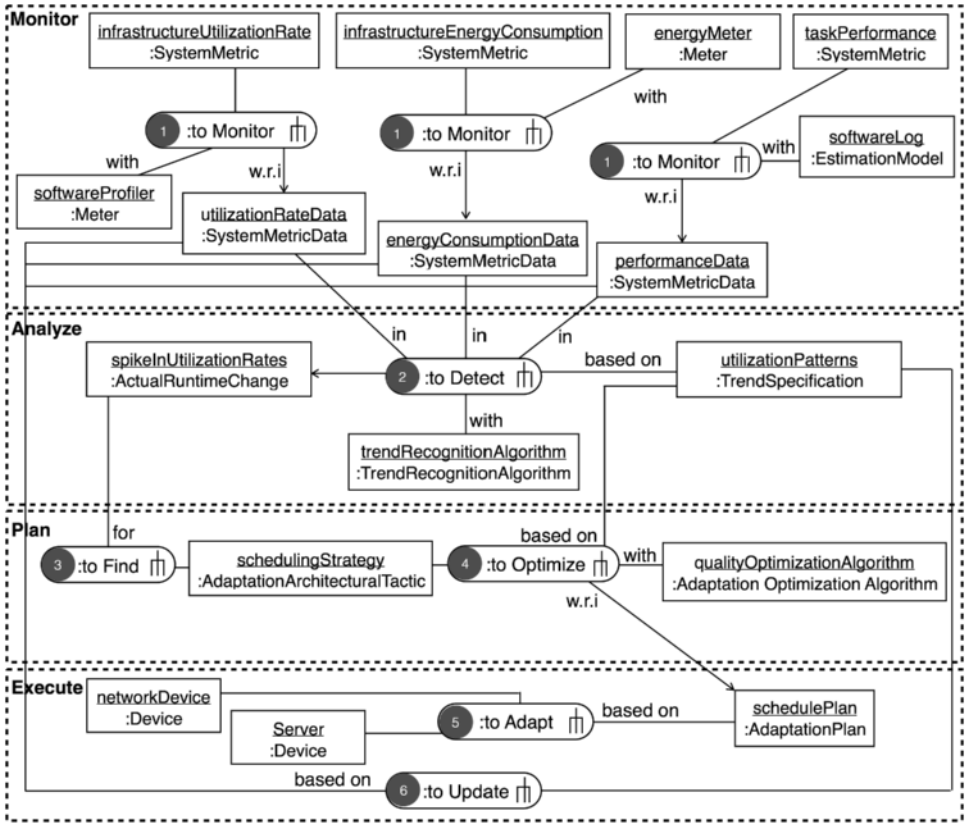 Monitor
infrastructureUtilizationRate
:SystemMetric
infrastructureEnergyConsumption
:SystemMetric
energyMeter
:Meter
taskPerformance
:SystemMetric
with
1 :to Monitor
1 :to Monitor
1 :to Monitor
with
softwareLog
:EstimationModel
with
w.r.i
w.r.i
w.r.i
softwareProfiler
:Meter
utilizationRateData
:SystemMetricData
energyConsumptionData
:SystemMetricData
performanceData
:SystemMetricData
Analyze
in
in
in
spikeInUtilizationRates
:ActualRuntimeChange
2 :to Detect
based on
utilizationPatterns
:TrendSpecification
with
trendRecognitionAlgorithm
:TrendRecognitionAlgorithm
Plan
for
based on
3 :to Find
schedulingStrategy
:AdaptationArchitecturalTactic
4 :to Optimize
with
qualityOptimizationAlgorithm
:Adaptation Optimization Algorithm
w.r.i
Execute
networkDevice
:Device
Server
:Device
5 :to Adapt
based on
schedulePlan
:AdaptationPlan
based on
6 :to Update